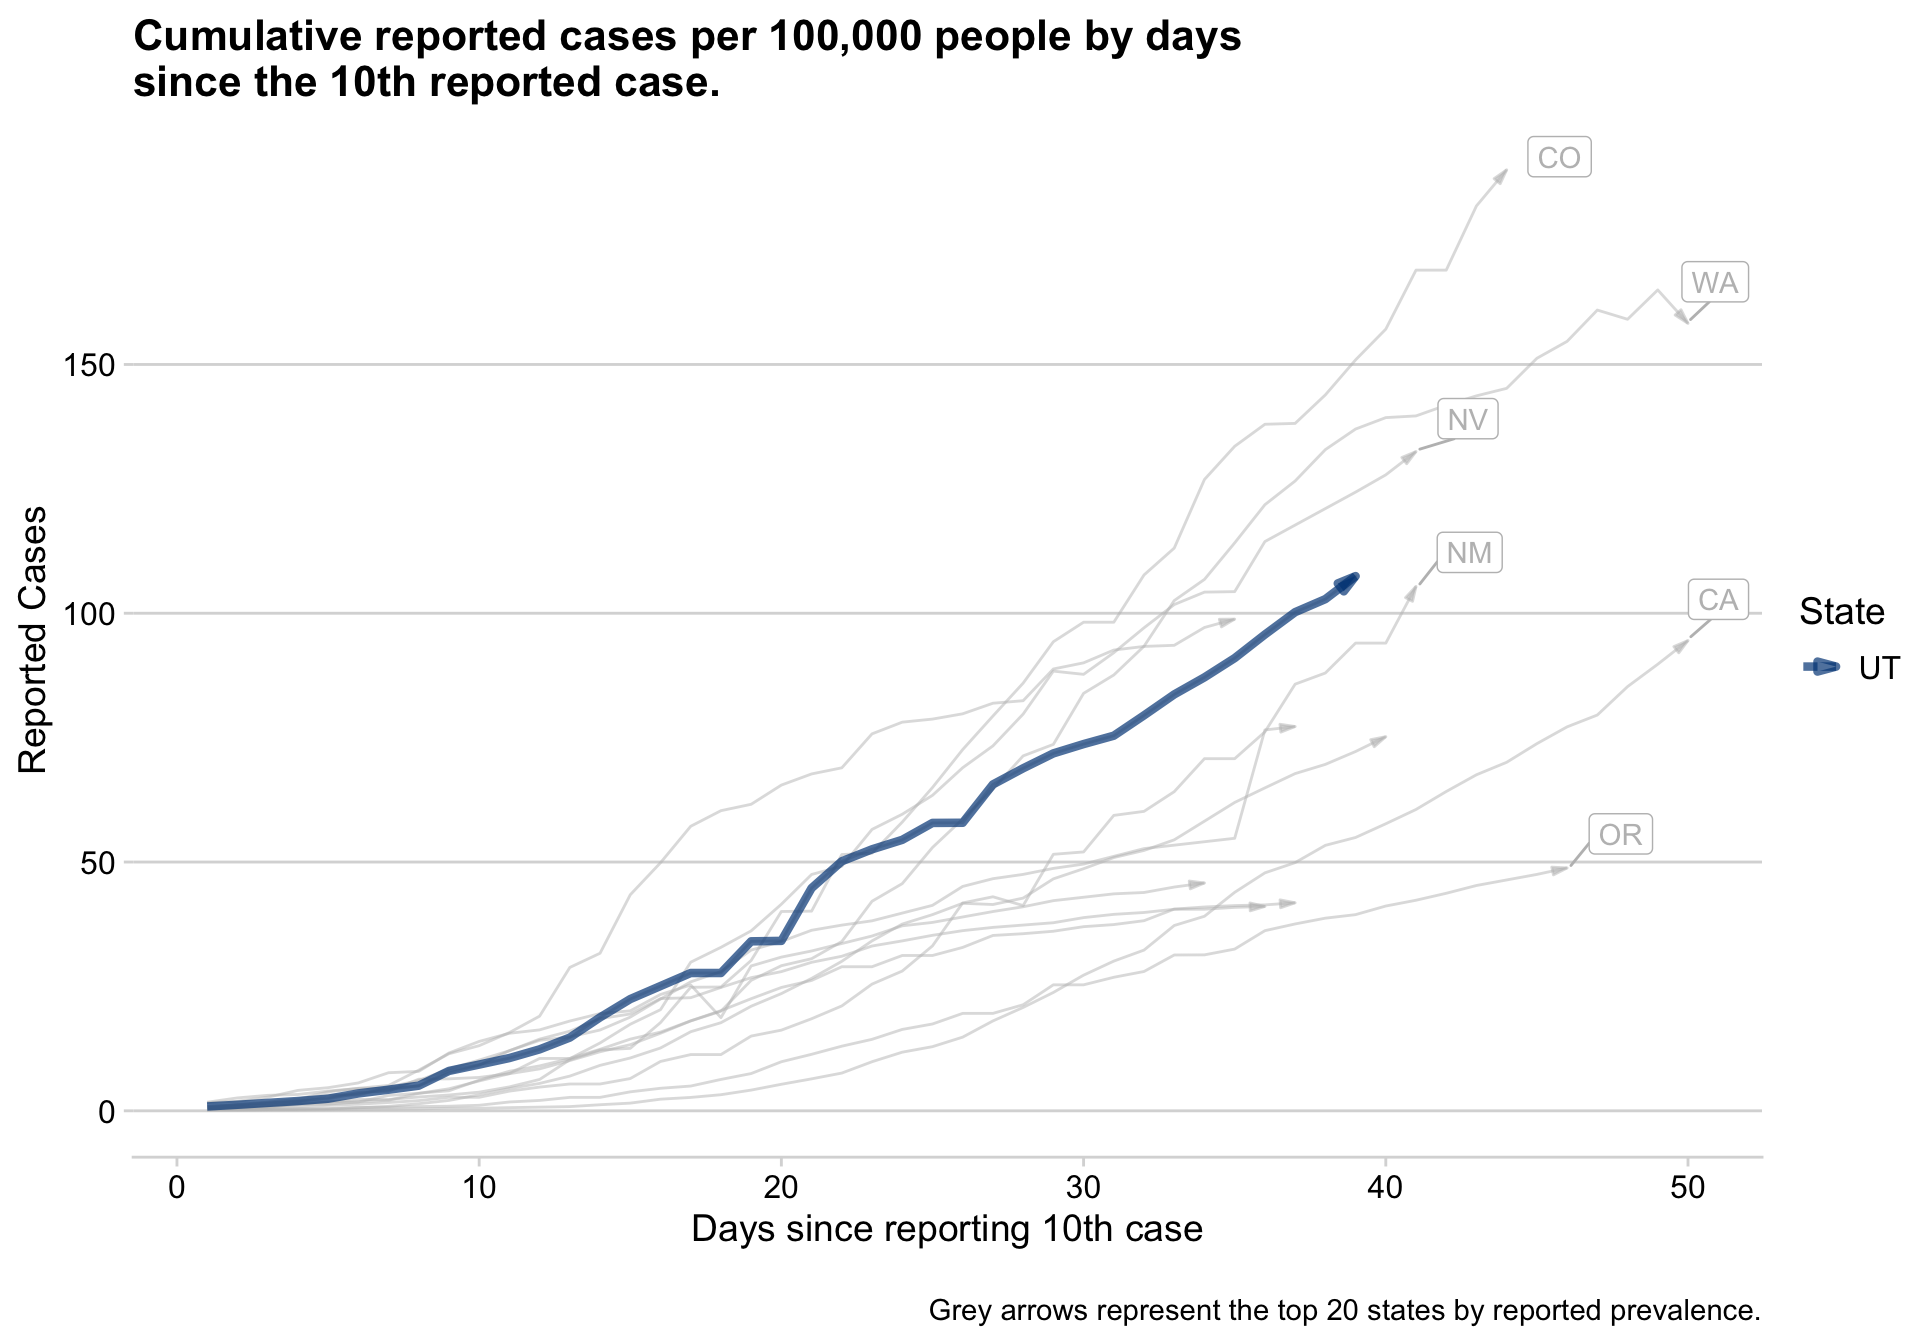 Cumulative reported cases per 100,000 people by days
since the 10th reported case.
CO
WA
150
NV
NM
CA
100
Reported Cases
State
UT
OR
50
0
0 10 20 30 40 50
Days since reporting 10th case
Grey arrows represent the top 20 states by reported prevalence.